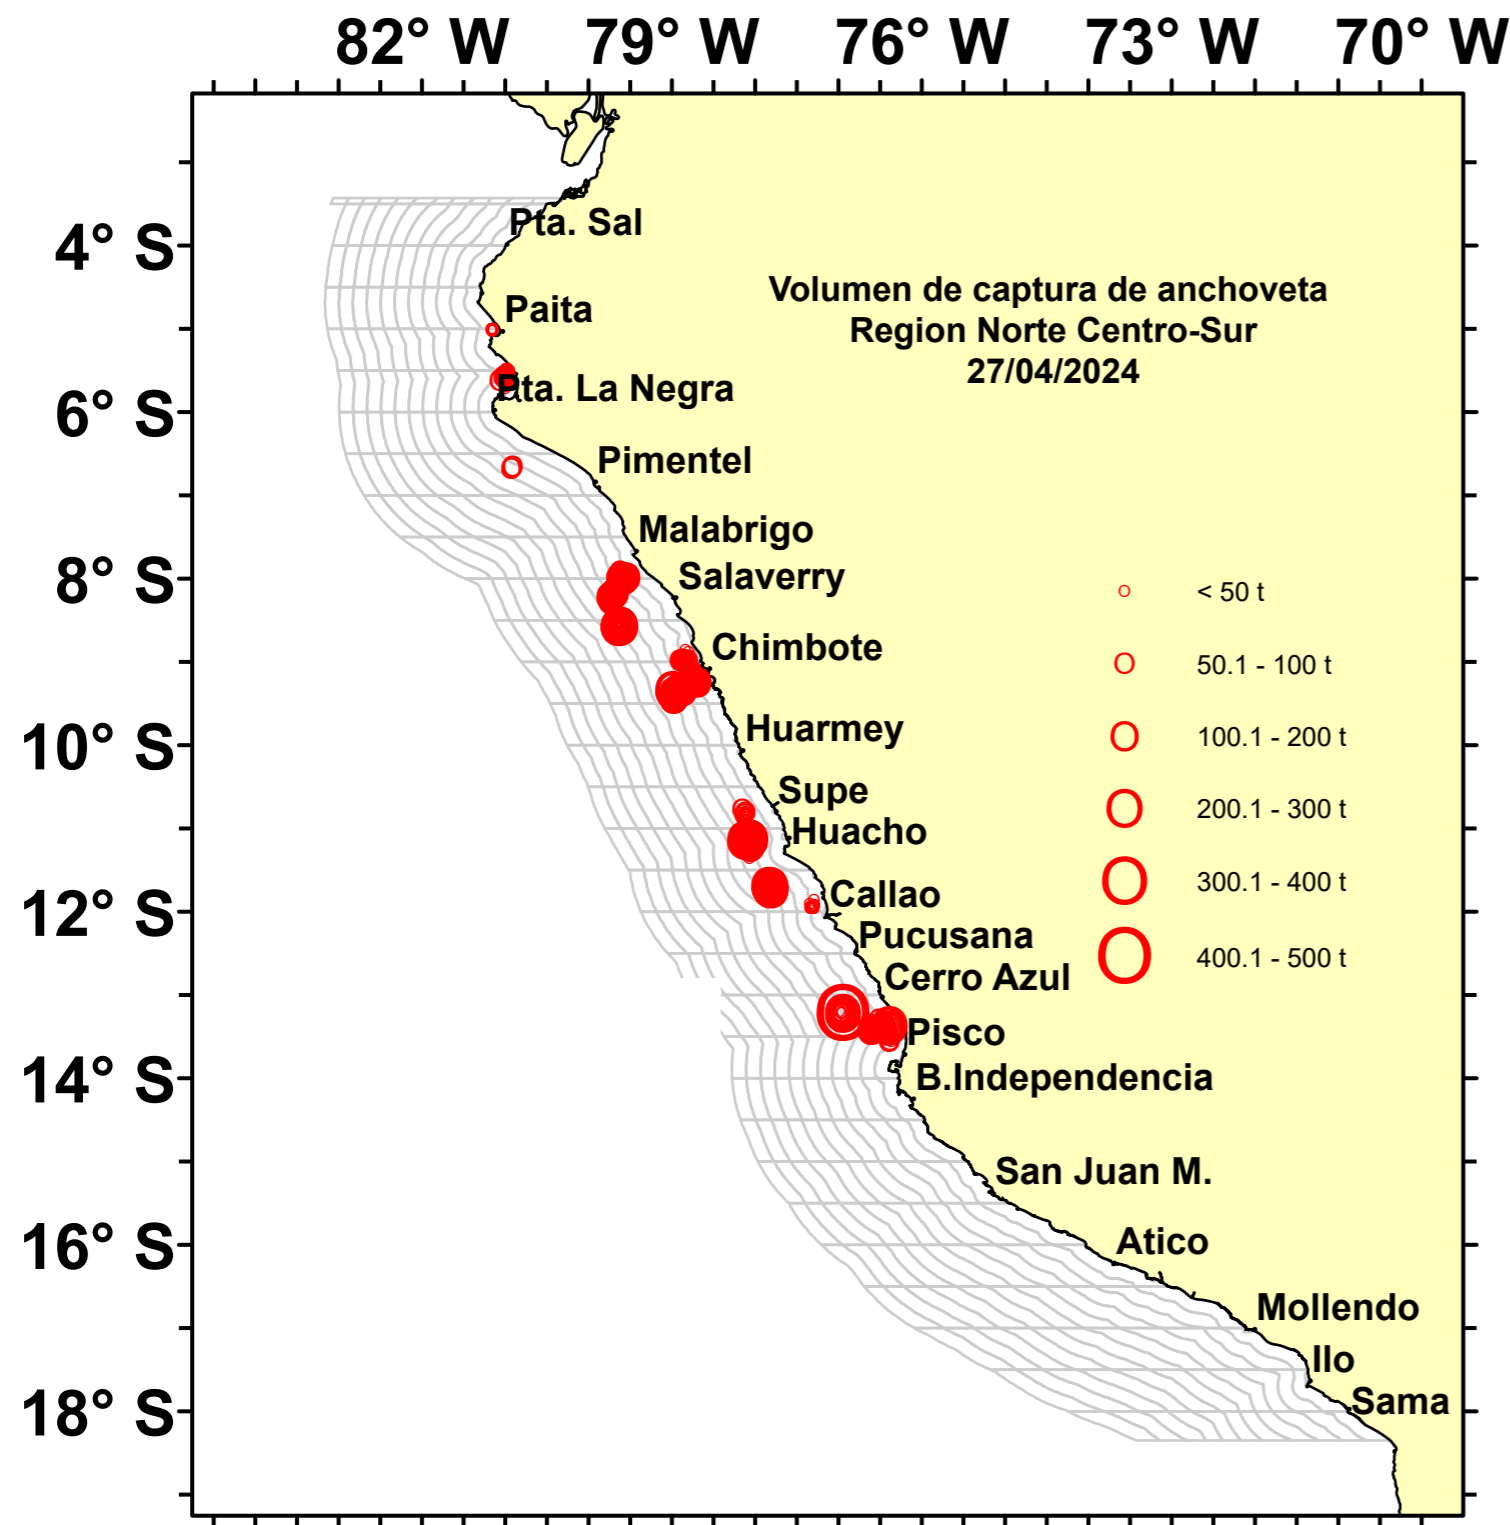 82° W 79° W 76° W 73° W 70° W
4° S
6° S
8° S
10° S
12° S
14° S
16° S
18° S
Volumen de captura de anchoveta
Region Norte Centro-Sur
27/04/2024
Pta. Sal
Paita
Pta. La Negra
Pimentel
Malabrigo
Salaverry
Chimbote
Huarmey
Supe
Huacho
Callao
Pucusana
Cerro Azul
Pisco
B.Independencia
San Juan M.
Atico
Mollendo
Ilo
Sama
< 50 t
50.1 - 100 t
100.1 - 200 t
200.1 - 300 t
300.1 - 400 t
400.1 - 500 t